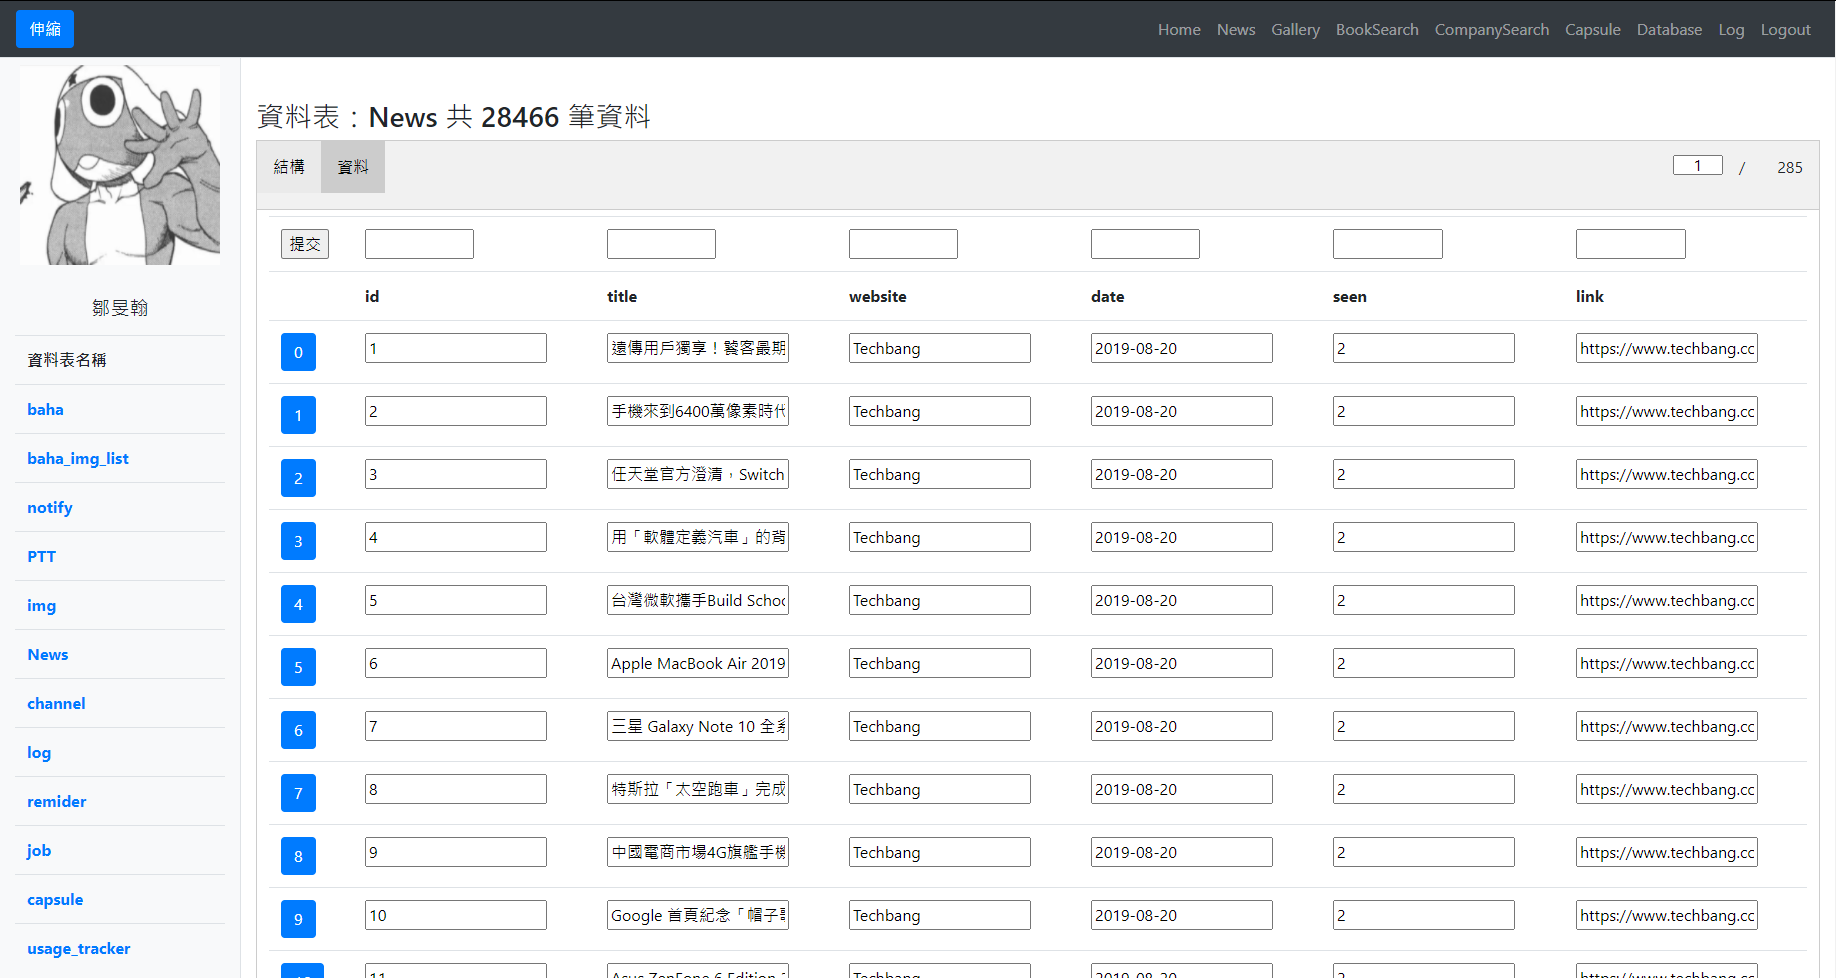 伸縮
Home News Gallery BookSearch CompanySearch Capsule Database Log Logout
鄒旻翰
資料表名稱
baha
baha_img_list
notify
PTT
img
News
channel
log
remider
job
capsule
usage_tracker
資料表：News 共 28466 筆資料
結構 資料 1 / 285
提交
id title website date seen link
0 1 遠傳用戶獨享！饕客最期 Techbang 2019-08-20 2 https://www.techbang.cc
1 2 手機來到6400萬像素時代 Techbang 2019-08-20 2 https://www.techbang.cc
2 3 任天堂官方澄清，Switch Techbang 2019-08-20 2 https://www.techbang.cc
3 4 用「軟體定義汽車」的背 Techbang 2019-08-20 2 https://www.techbang.cc
4 5 台灣微軟攜手Build Schoo Techbang 2019-08-20 2 https://www.techbang.cc
5 6 Apple MacBook Air 2019 Techbang 2019-08-20 2 https://www.techbang.cc
6 7 三星 Galaxy Note 10 全系 Techbang 2019-08-20 2 https://www.techbang.cc
7 8 特斯拉「太空跑車」完成 Techbang 2019-08-20 2 https://www.techbang.cc
8 9 中國電商市場4G旗艦手機 Techbang 2019-08-20 2 https://www.techbang.cc
9 10 Google 首頁紀念「帽子 Techbang 2019-08-20 2 https://www.techbang.cc
11 Asus ZenFone 6 Edition Techbang 2019-08-20 2 https://www.techbang.cc